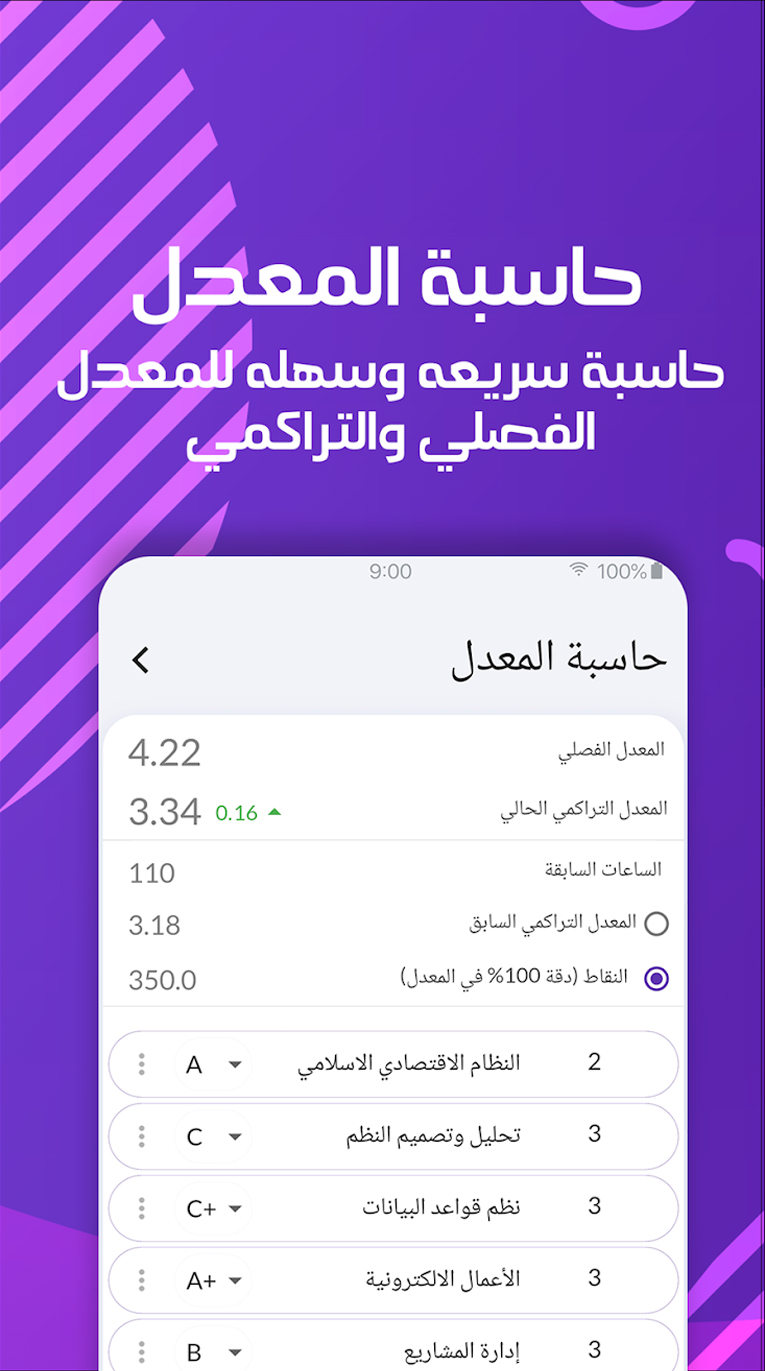 حاسبة المعدل
حاسبة سريعه وسهله للمعدل
الفصلي والتراكمي
9:00 100%
حاسبة المعدل
المعدل الفصلي 4.22
المعدل التراكمي الحالي 0.16 3.34
الساعات السابقة 110
المعدل التراكمي السابق 3.18
النقاط (دقة 100% في المعدل) 350.0
2 النظام الاقتصادي الاسلامي A
3 تحليل وتصميم النظم C
3 نظم قواعد البيانات C+
3 الأعمال الالكترونية A+
3 إدارة المشاريع B